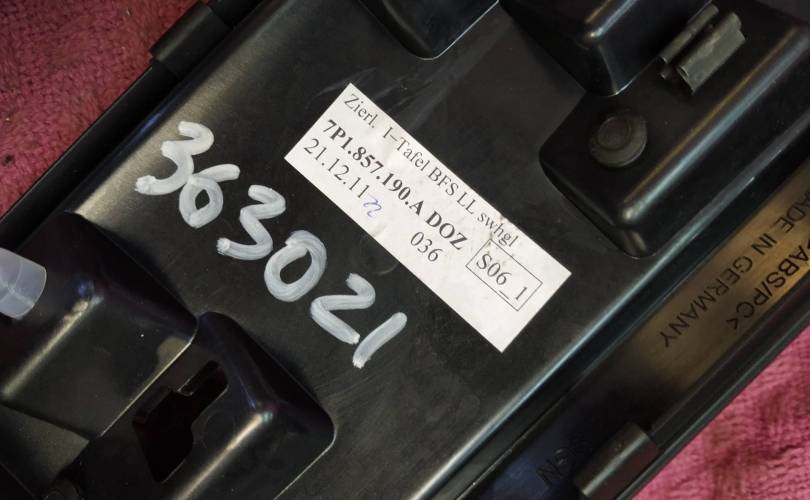 Zierl. I-Tafel BFS LL swhgl
7P1.857.190.A DOZ
21.12.11 22 036 S06_1
363021
ABS/PC<
MADE IN GERMANY